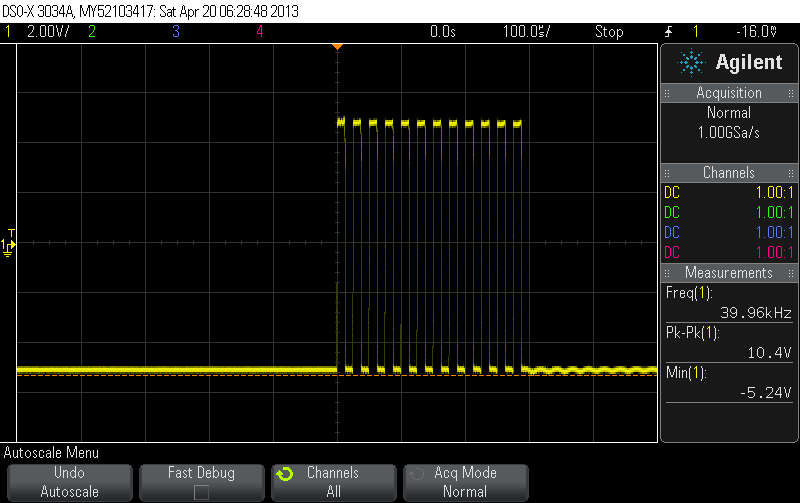 DSO-X 3034A, MY52103417: Sat Apr 20 06:28:48 2013
1 2.00V/ 2 3 4 0.0s 100.0us/ Stop 1 -16.0V
Agilent
Acquisition
Normal
1.00GSa/s
Channels
DC 1.00:1
DC 1.00:1
DC 1.00:1
DC 1.00:1
T
1
Measurements
Freq(1):
39.96kHz
Pk-Pk(1):
10.4V
Min(1):
-5.24V
Autoscale Menu
Undo
Autoscale
Fast Debug
Channels
All
Acq Mode
Normal